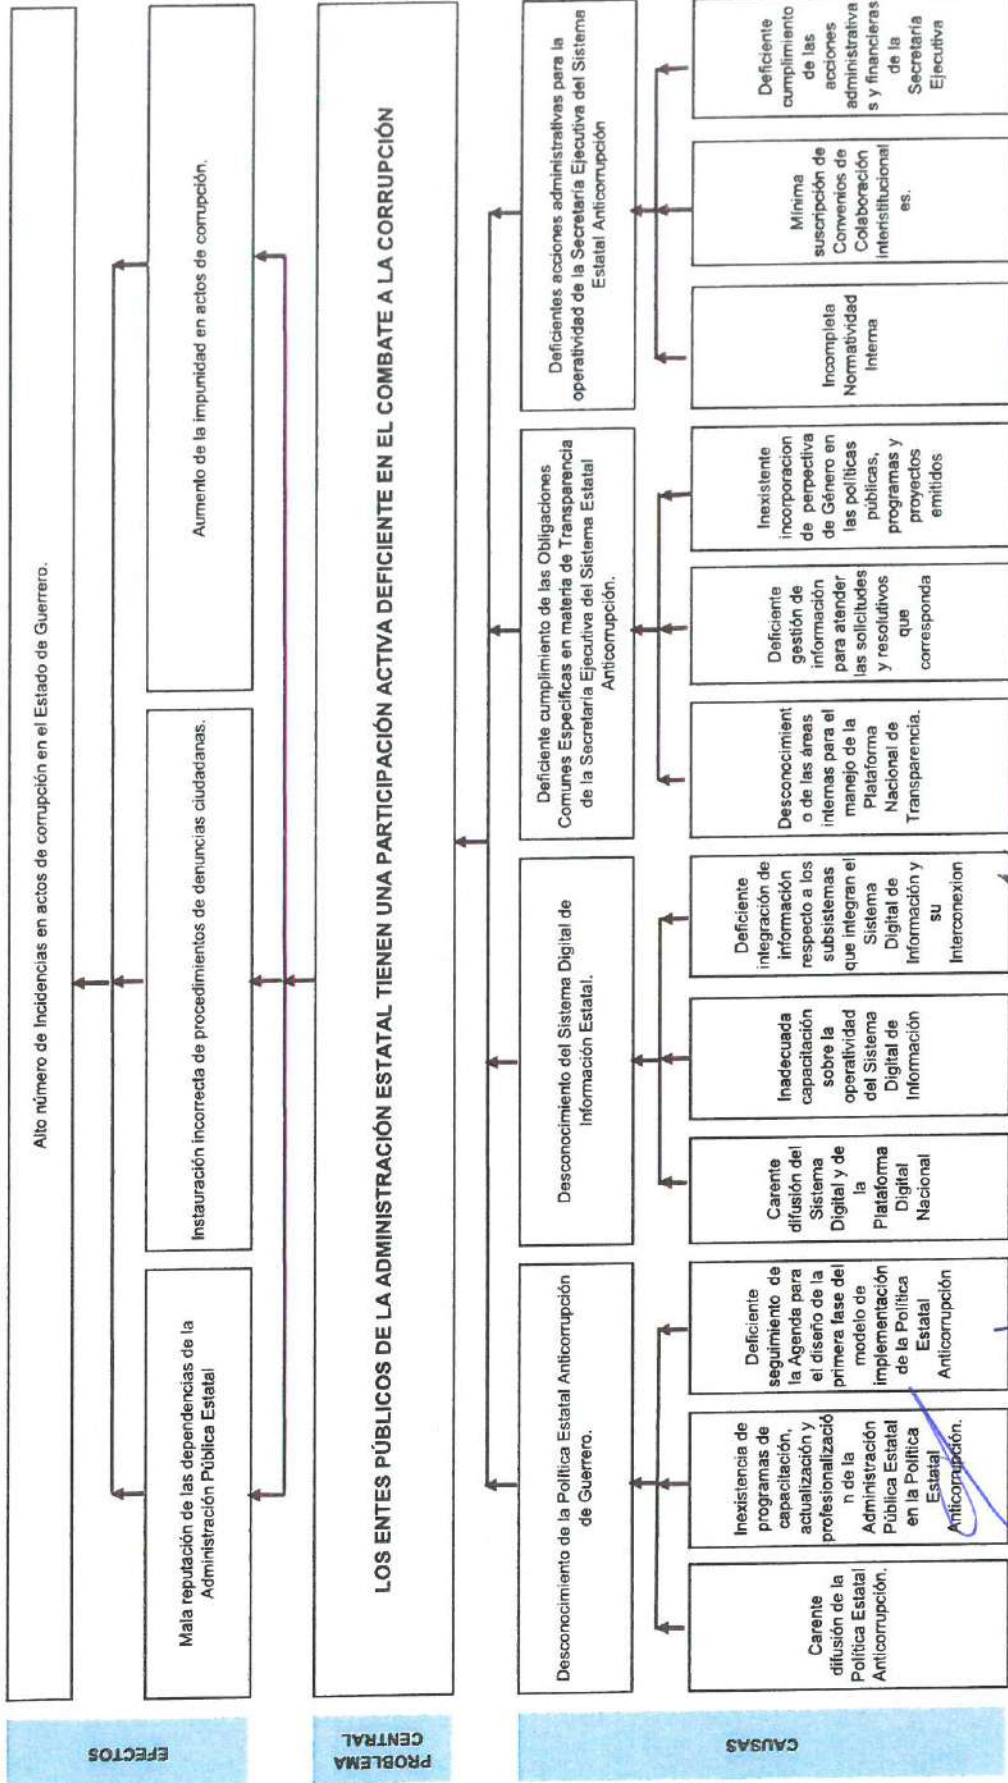 EFECTOS
Alto número de Incidencias en actos de corrupción en el Estado de Guerrero.
Mala reputación de las dependencias de la
Administración Pública Estatal
Instauración incorrecta de procedimientos de denuncias ciudadanas.
Aumento de la impunidad en actos de corrupción.
PROBLEMA
CENTRAL
LOS ENTES PÚBLICOS DE LA ADMINISTRACIÓN ESTATAL TIENEN UNA PARTICIPACIÓN ACTIVA DEFICIENTE EN EL COMBATE A LA CORRUPCIÓN
CAUSAS
Desconocimiento de la Política Estatal Anticorrupción
de Guerrero.
Desconocimiento del Sistema Digital de
Información Estatal.
Deficiente cumplimiento de las Obligaciones
Comunes Especificas en materia de Transparencia
de la Secretaría Ejecutiva del Sistema Estatal
Anticorrupción.
Deficientes acciones administrativas para la
operatividad de la Secretaría Ejecutiva del Sistema
Estatal Anticorrupción
Carente
difusión de la
Política Estatal
Anticorrupción.
Inexistencia de
programas de
capacitación,
actualización y
profesionalizació
n de la
Administración
Pública Estatal
en la Política
Estatal
Anticorrupción.
Deficiente
seguimiento de
la Agenda para
el diseño de la
primera fase del
modelo de
implementación
de la Política
Estatal
Anticorrupción
Carente
difusión del
Sistema
Digital y de
la
Plataforma
Digital
Nacional
Inadecuada
capacitación
sobre la
operatividad
del Sistema
Digital de
Información
Deficiente
integración de
información
respecto a los
subsistemas
que integran el
Sistema
Digital de
Información y
su
Interconexion
Desconocimient
o de las áreas
internas para el
manejo de la
Plataforma
Nacional de
Transparencia.
Deficiente
gestión de
información
para atender
las solicitudes
y resolutivos
que
corresponda
Inexistente
incorporacion
de perpectiva
de Género en
las políticas
públicas,
programas y
proyectos
emitidos
Incompleta
Normatividad
Interna
Mínima
suscripción de
Convenios de
Colaboración
interistitucional
es.
Deficiente
cumplimiento
de las
acciones
administrativa
s y financieras
de la
Secretaría
Ejecutiva